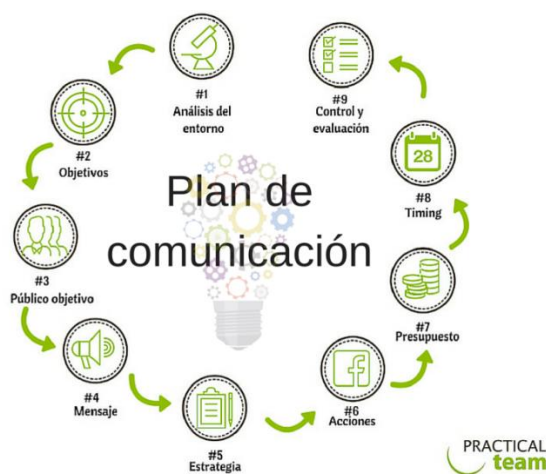 #1
Análisis del
entorno
#2
Objetivos
#3
Público objetivo
#4
Mensaje
#5
Estrategia
#6
Acciones
#7
Presupuesto
#8
Timing
28
#9
Control y
evaluación
Plan de
comunicación
f
PRACTICAL
team